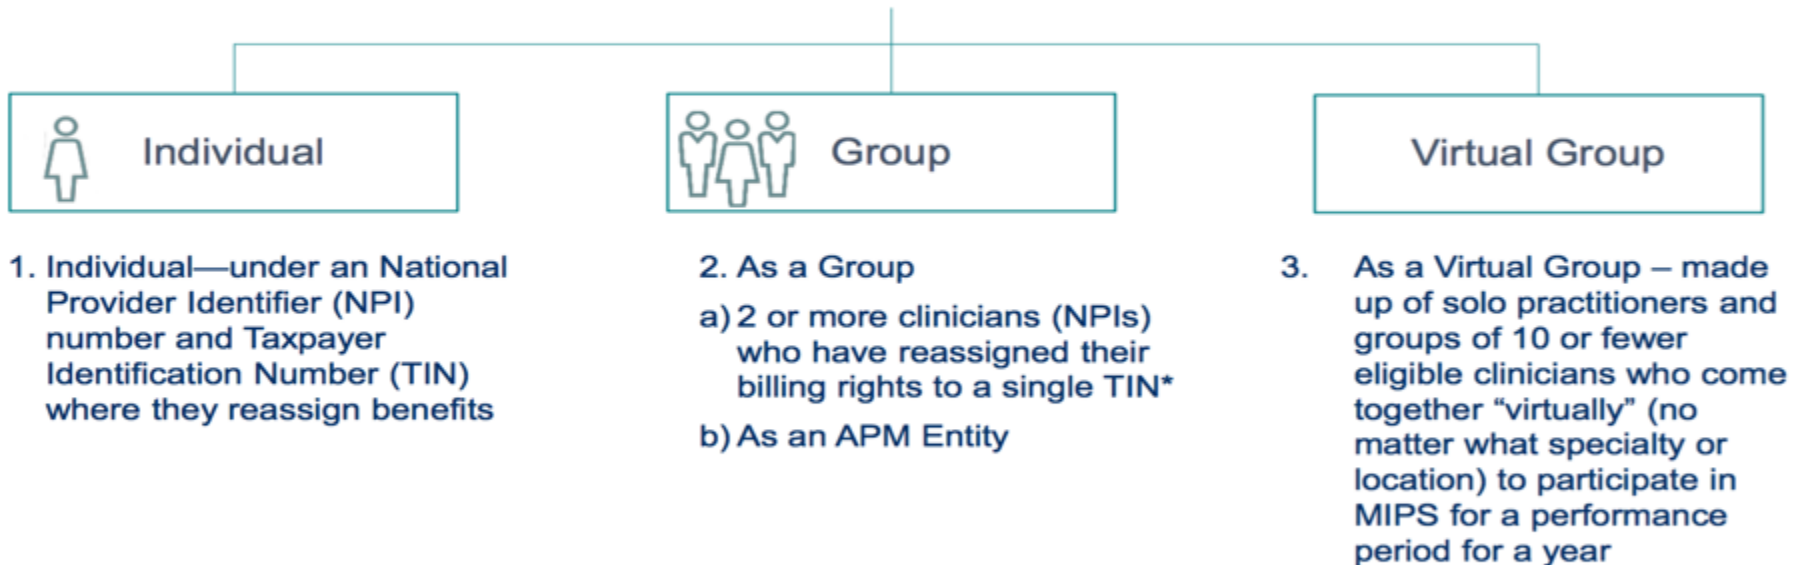 Individual
Group
Virtual Group
1. Individual—under an National
Provider Identifier (NPI)
number and Taxpayer
Identification Number (TIN)
where they reassign benefits
2. As a Group
a) 2 or more clinicians (NPIs)
who have reassigned their
billing rights to a single TIN*
b) As an APM Entity
3. As a Virtual Group – made
up of solo practitioners and
groups of 10 or fewer
eligible clinicians who come
together “virtually” (no
matter what specialty or
location) to participate in
MIPS for a performance
period for a year